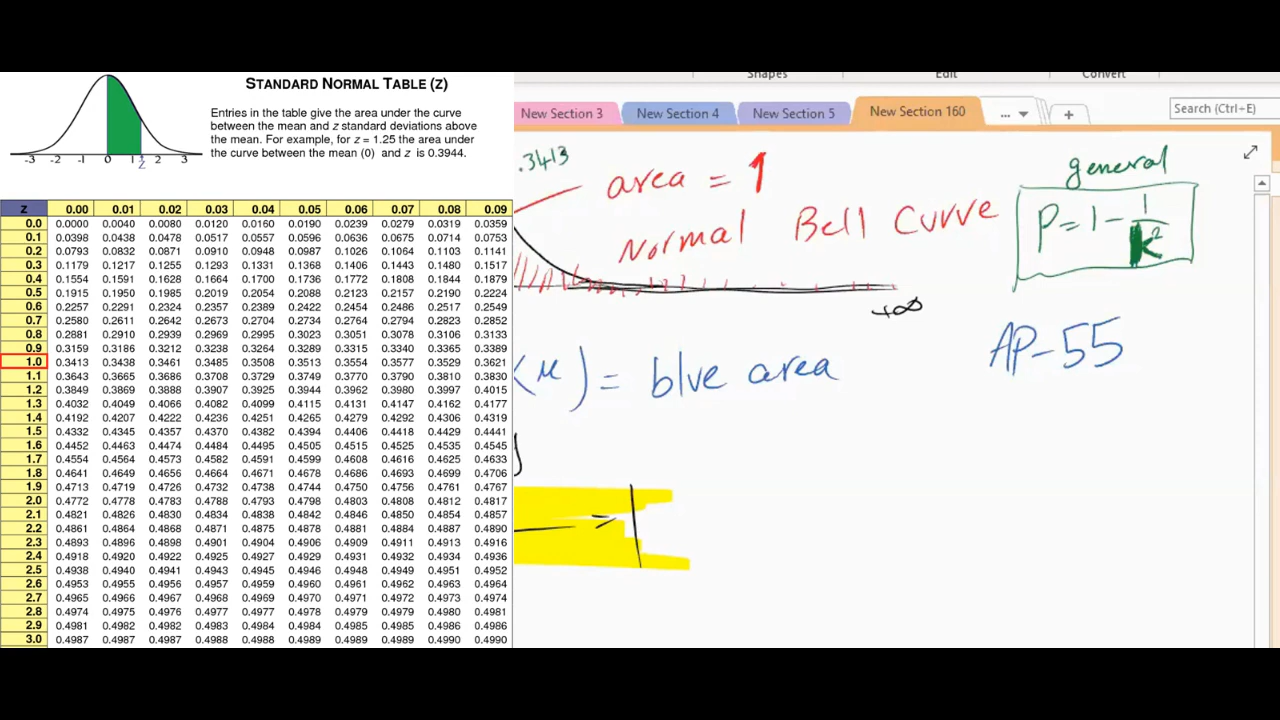 STANDARD NORMAL TABLE (Z)
Entries in the table give the area under the curve
between the mean and z standard deviations above
the mean. For example, for z = 1.25 the area under
the curve between the mean (0) and z is 0.3944.
-3 -2 -1 0 1 z 2 3
z 0.00 0.01 0.02 0.03 0.04 0.05 0.06 0.07 0.08 0.09
0.0 0.0000 0.0040 0.0080 0.0120 0.0160 0.0190 0.0239 0.0279 0.0319 0.0359
0.1 0.0398 0.0438 0.0478 0.0517 0.0557 0.0596 0.0636 0.0675 0.0714 0.0753
0.2 0.0793 0.0832 0.0871 0.0910 0.0948 0.0987 0.1026 0.1064 0.1103 0.1141
0.3 0.1179 0.1217 0.1255 0.1293 0.1331 0.1368 0.1406 0.1443 0.1480 0.1517
0.4 0.1554 0.1591 0.1628 0.1664 0.1700 0.1736 0.1772 0.1808 0.1844 0.1879
0.5 0.1915 0.1950 0.1985 0.2019 0.2054 0.2088 0.2123 0.2157 0.2190 0.2224
0.6 0.2257 0.2291 0.2324 0.2357 0.2389 0.2422 0.2454 0.2486 0.2517 0.2549
0.7 0.2580 0.2611 0.2642 0.2673 0.2704 0.2734 0.2764 0.2794 0.2823 0.2852
0.8 0.2881 0.2910 0.2939 0.2969 0.2995 0.3023 0.3051 0.3078 0.3106 0.3133
0.9 0.3159 0.3186 0.3212 0.3238 0.3264 0.3289 0.3315 0.3340 0.3365 0.3389
1.0 0.3413 0.3438 0.3461 0.3485 0.3508 0.3513 0.3554 0.3577 0.3529 0.3621
1.1 0.3643 0.3665 0.3686 0.3708 0.3729 0.3749 0.3770 0.3790 0.3810 0.3830
1.2 0.3849 0.3869 0.3888 0.3907 0.3925 0.3944 0.3962 0.3980 0.3997 0.4015
1.3 0.4032 0.4049 0.4066 0.4082 0.4099 0.4115 0.4131 0.4147 0.4162 0.4177
1.4 0.4192 0.4207 0.4222 0.4236 0.4251 0.4265 0.4279 0.4292 0.4306 0.4319
1.5 0.4332 0.4345 0.4357 0.4370 0.4382 0.4394 0.4406 0.4418 0.4429 0.4441
1.6 0.4452 0.4463 0.4474 0.4484 0.4495 0.4505 0.4515 0.4525 0.4535 0.4545
1.7 0.4554 0.4564 0.4573 0.4582 0.4591 0.4599 0.4608 0.4616 0.4625 0.4633
1.8 0.4641 0.4649 0.4656 0.4664 0.4671 0.4678 0.4686 0.4693 0.4699 0.4706
1.9 0.4713 0.4719 0.4726 0.4732 0.4738 0.4744 0.4750 0.4756 0.4761 0.4767
2.0 0.4772 0.4778 0.4783 0.4788 0.4793 0.4798 0.4803 0.4808 0.4812 0.4817
2.1 0.4821 0.4826 0.4830 0.4834 0.4838 0.4842 0.4846 0.4850 0.4854 0.4857
2.2 0.4861 0.4864 0.4868 0.4871 0.4875 0.4878 0.4881 0.4884 0.4887 0.4890
2.3 0.4893 0.4896 0.4898 0.4901 0.4904 0.4906 0.4909 0.4911 0.4913 0.4916
2.4 0.4918 0.4920 0.4922 0.4925 0.4927 0.4929 0.4931 0.4932 0.4934 0.4936
2.5 0.4938 0.4940 0.4941 0.4943 0.4945 0.4946 0.4948 0.4949 0.4951 0.4952
2.6 0.4953 0.4955 0.4956 0.4957 0.4959 0.4960 0.4961 0.4962 0.4963 0.4964
2.7 0.4965 0.4966 0.4967 0.4968 0.4969 0.4970 0.4971 0.4972 0.4973 0.4974
2.8 0.4974 0.4975 0.4976 0.4977 0.4977 0.4978 0.4979 0.4979 0.4980 0.4981
2.9 0.4981 0.4982 0.4982 0.4983 0.4984 0.4984 0.4985 0.4985 0.4986 0.4986
3.0 0.4987 0.4987 0.4987 0.4988 0.4988 0.4989 0.4989 0.4989 0.4990 0.4990
Shapes Edit Convert
New Section 3 New Section 4 New Section 5 New Section 160 ... + Search (Ctrl+E)
.3413
area = 1
Normal Bell Curve
+∞
general
P = 1 - 1/k²
(μ) = blue area
AP-55
=